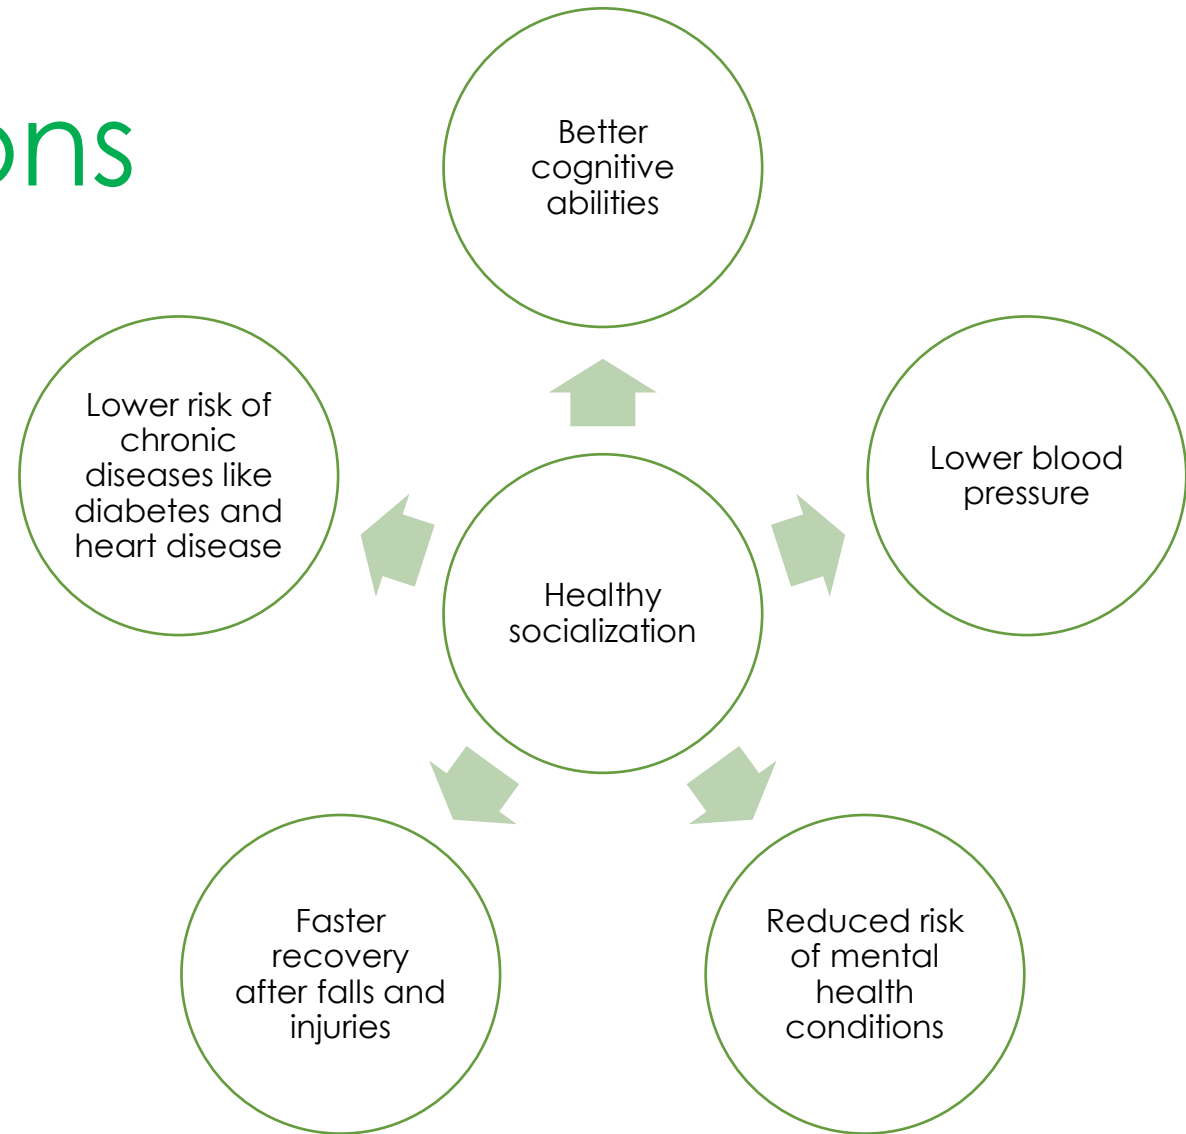 ons
Better
cognitive
abilities
Lower blood
pressure
Reduced risk
of mental
health
conditions
Faster
recovery
after falls and
injuries
Lower risk of
chronic
diseases like
diabetes and
heart disease
Healthy
socialization